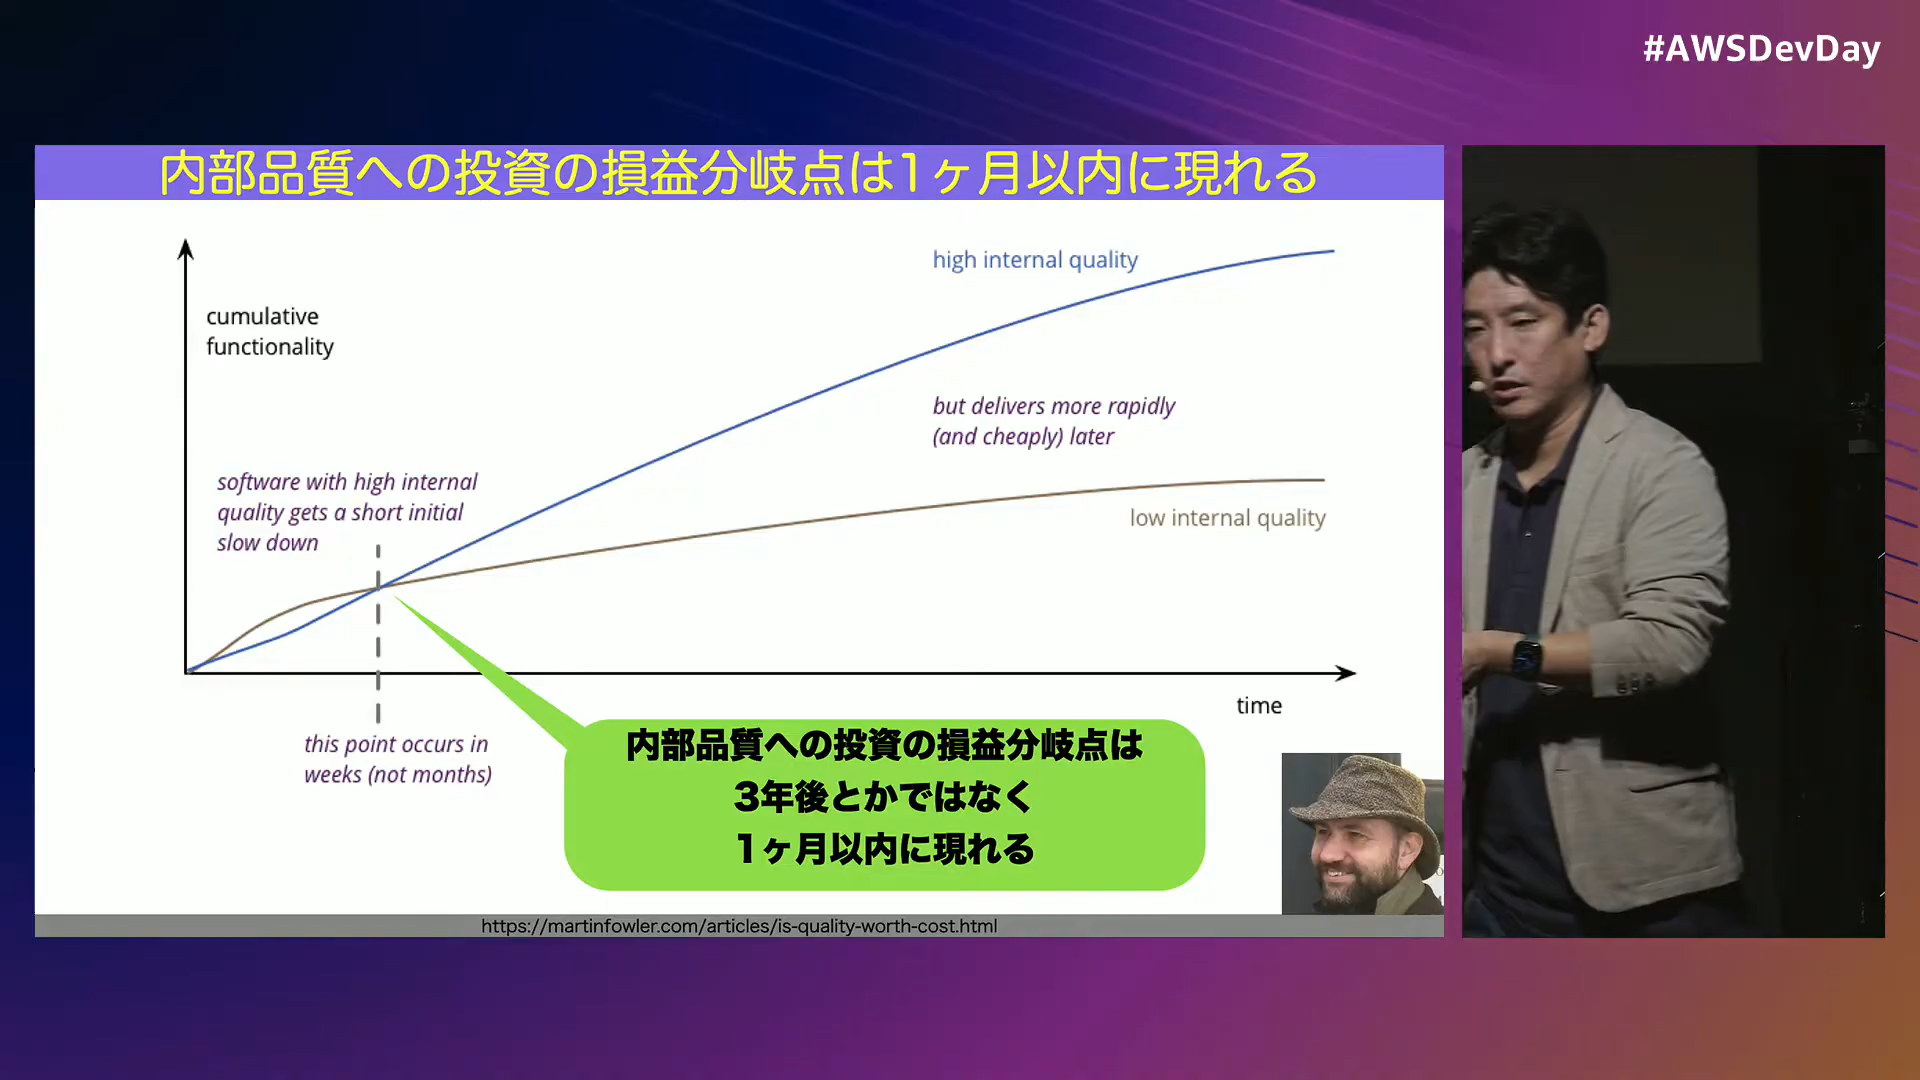 #AWSDevDay
内部品質への投資の損益分岐点は1ヶ月以内に現れる
high internal quality
cumulative
functionality
but delivers more rapidly
(and cheaply) later
software with high internal
quality gets a short initial
slow down
low internal quality
time
this point occurs in
weeks (not months)
内部品質への投資の損益分岐点は
3年後とかではなく
1ヶ月以内に現れる
https://martinfowler.com/articles/is-quality-worth-cost.html